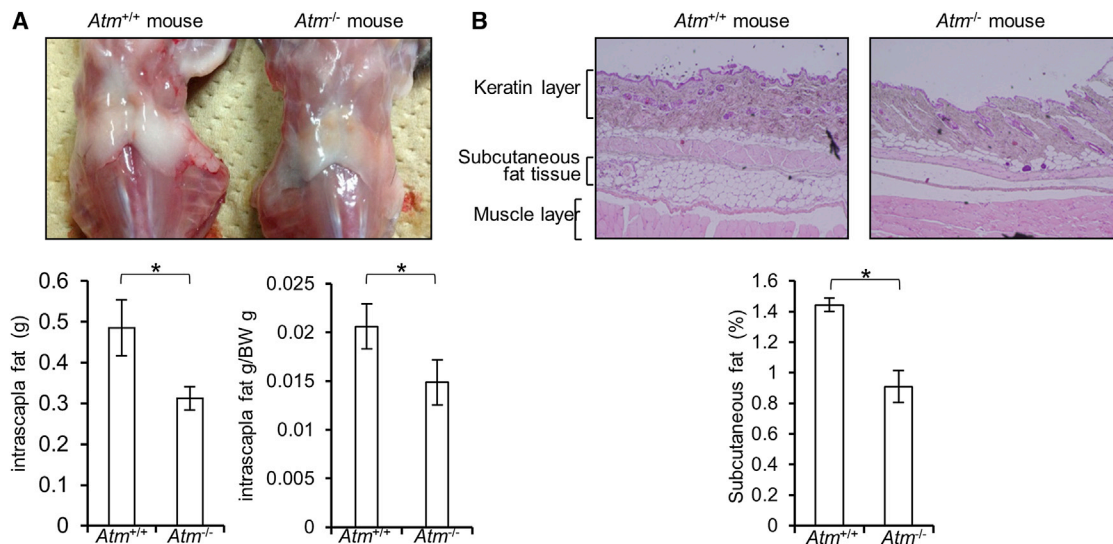 A
Atm+/+ mouse
Atm-/- mouse
B
Atm+/+ mouse
Atm-/- mouse
Keratin layer
Subcutaneous
fat tissue
Muscle layer
intrascapla fat (g)
0.6
0.5
0.4
0.3
0.2
0.1
0
*
Atm+/+
Atm-/-
intrascapla fat g/BW g
0.025
0.02
0.015
0.01
0.005
0
*
Atm+/+
Atm-/-
Subcutaneous fat (%)
1.6
1.4
1.2
1
0.8
0.6
0.4
0.2
0
*
Atm+/+
Atm-/-